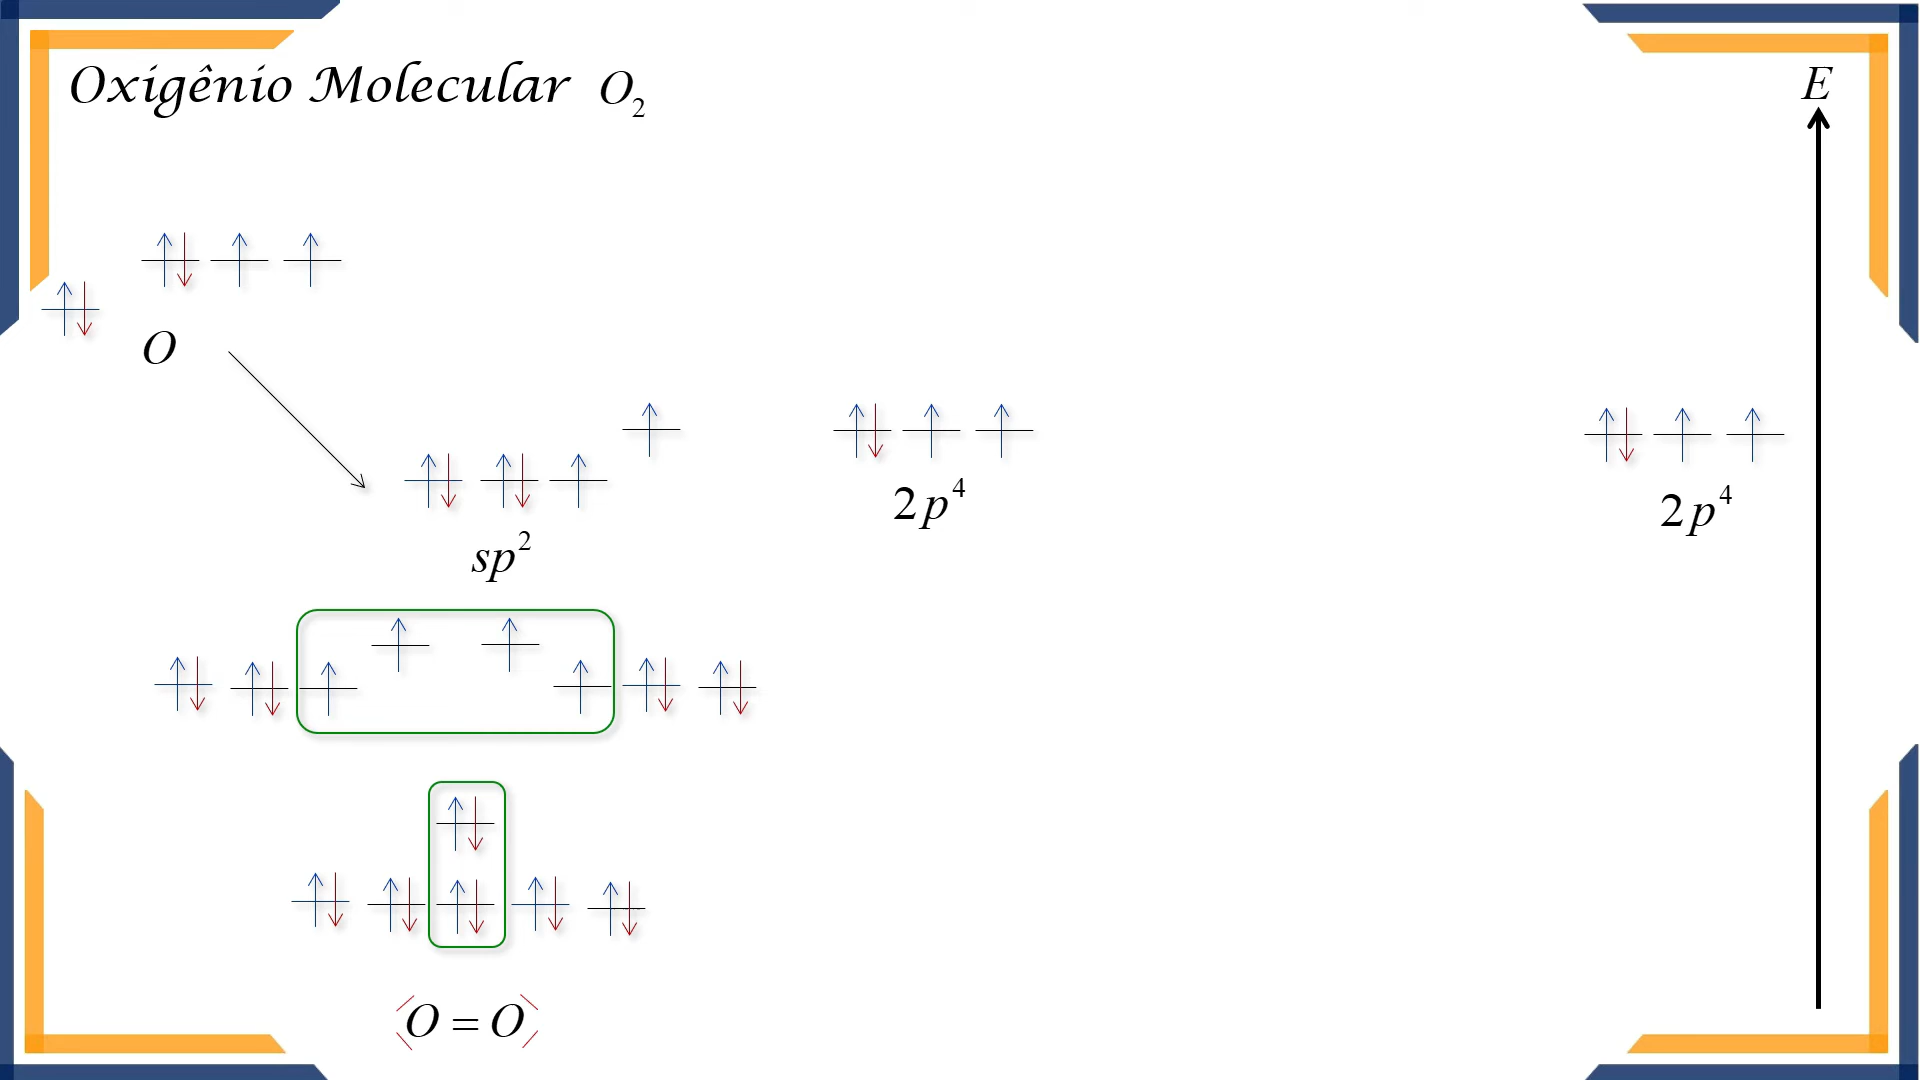 Oxigênio Molecular O₂
E
O
2p⁴
2p⁴
sp²
O = O